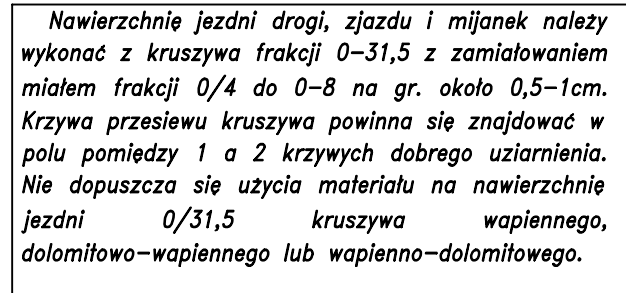 Nawierzchnię jezdni drogi, zjazdu i mijanek należy
wykonać z kruszywa frakcji 0-31,5 z zamiałowaniem
miałem frakcji 0/4 do 0-8 na gr. około 0,5-1cm.
Krzywa przesiewu kruszywa powinna się znajdować w
polu pomiędzy 1 a 2 krzywych dobrego uziarnienia.
Nie dopuszcza się użycia materiału na nawierzchnię
jezdni 0/31,5 kruszywa wapiennego,
dolomitowo-wapiennego lub wapienno-dolomitowego.